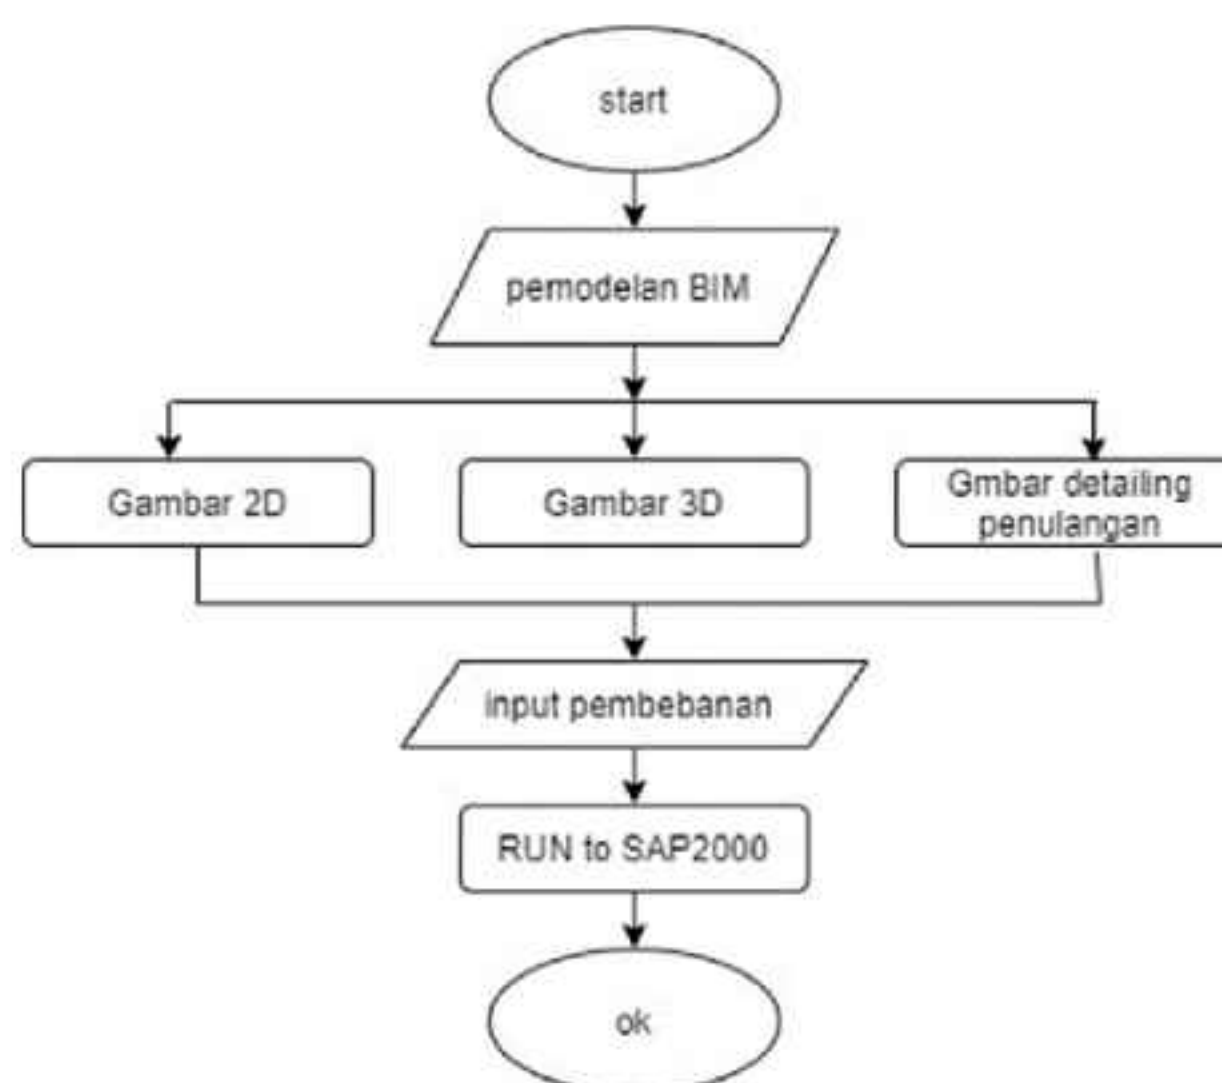 start
pemodelan BIM
Gambar 2D
Gambar 3D
Gmbar detailing
penulangan
input pembebanan
RUN to SAP2000
ok